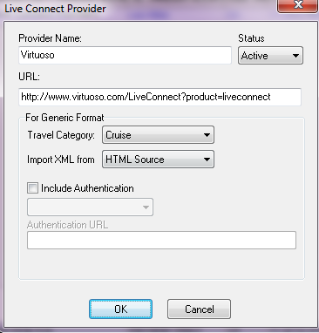 Live Connect Provider
Provider Name: Status
Virtuoso Active
URL:
http://www.virtuoso.com/LiveConnect?product=liveconnect
For Generic Format
Travel Category: Cruise
Import XML from HTML Source
Include Authentication
Authentication URL
OK Cancel